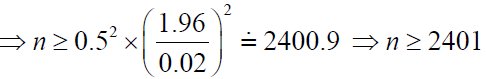 ⇒ n ≥ 0.5² × (1.96/0.02)² ≐ 2400.9 ⇒ n ≥ 2401